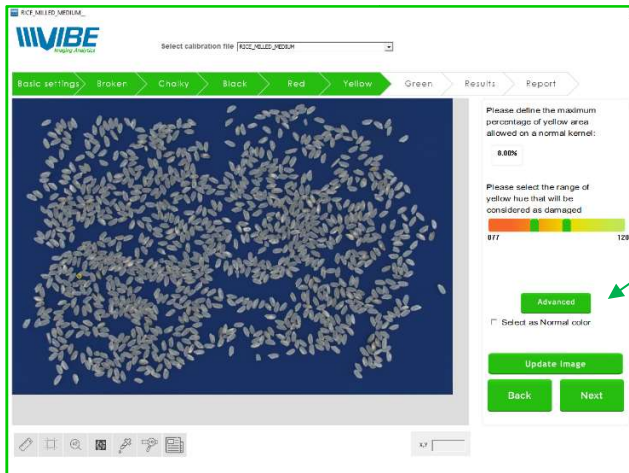 RICE_MILLED_MEDIUM_
VIBE
Imaging Analytics
Select calibration file RICE_MILLED_MEDIUM
Basic settings Broken Chalky Black Red Yellow Green Results Report
Please define the maximum
percentage of yellow area
allowed on a normal kernel:
0.00%
Please select the range of
yellow hue that will be
considered as damaged
077 128
Advanced
Select as Normal color
Update Image
Back Next
X,Y